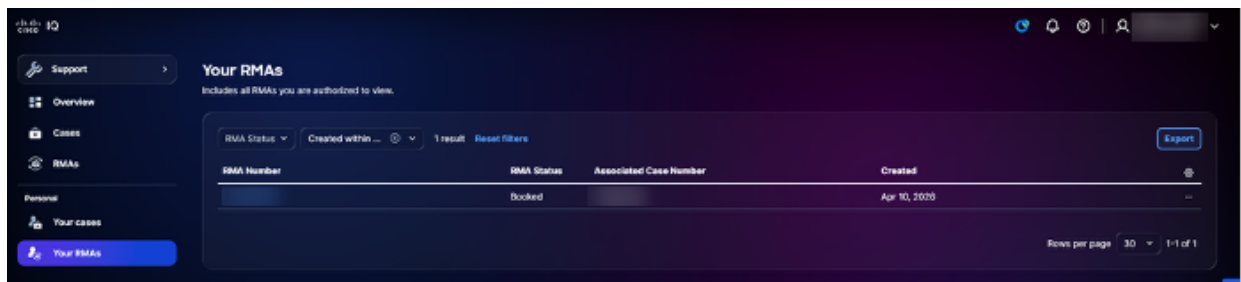 cisco IQ
Support
Overview
Cases
RMAs
Personal
Your cases
Your RMAs
Your RMAs
Includes all RMAs you are authorized to view.
RMA Status Created within ... 1 result Reset filters Export
RMA Number RMA Status Associated Case Number Created
Booked Apr 10, 2026
Rows per page 30 1-1 of 1